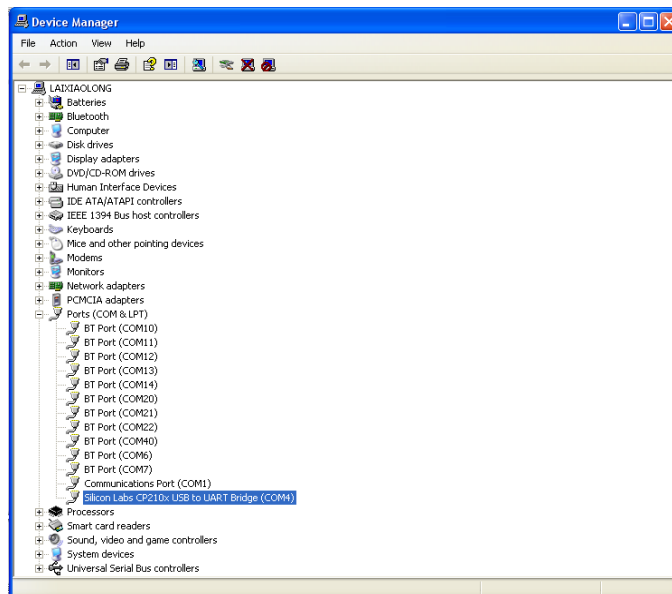 Device Manager
File Action View Help
LAIXIAOLONG
Batteries
Bluetooth
Computer
Disk drives
Display adapters
DVD/CD-ROM drives
Human Interface Devices
IDE ATA/ATAPI controllers
IEEE 1394 Bus host controllers
Keyboards
Mice and other pointing devices
Modems
Monitors
Network adapters
PCMCIA adapters
Ports (COM & LPT)
BT Port (COM10)
BT Port (COM11)
BT Port (COM12)
BT Port (COM13)
BT Port (COM14)
BT Port (COM20)
BT Port (COM21)
BT Port (COM22)
BT Port (COM40)
BT Port (COM6)
BT Port (COM7)
Communications Port (COM1)
Silicon Labs CP210x USB to UART Bridge (COM4)
Processors
Smart card readers
Sound, video and game controllers
System devices
Universal Serial Bus controllers